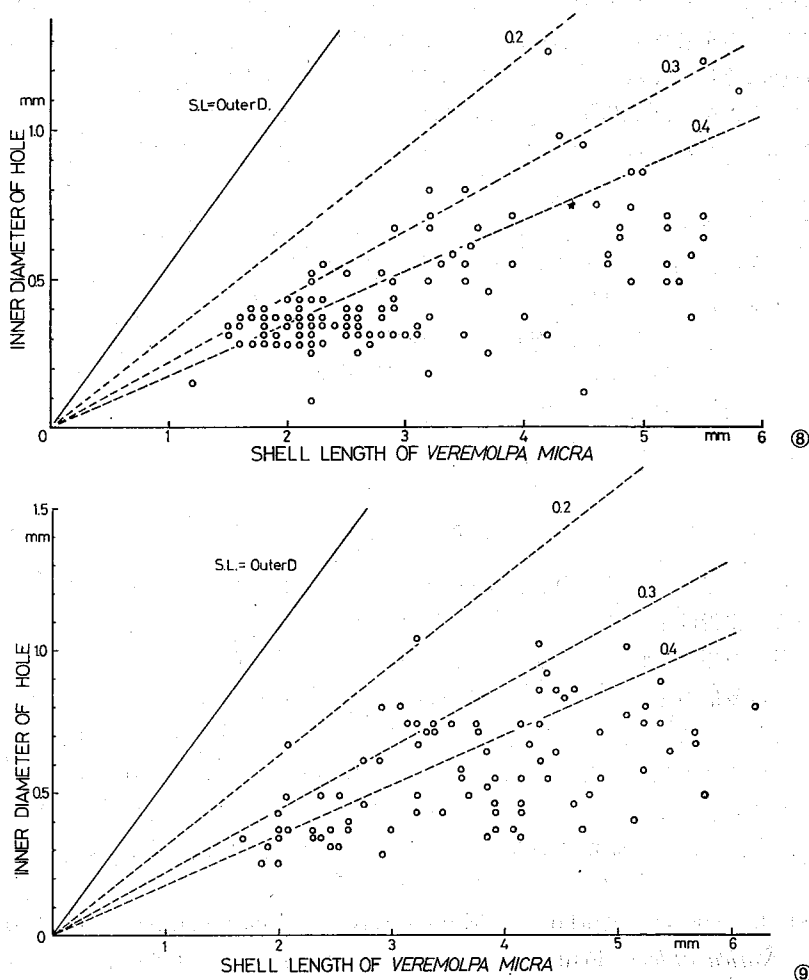 0.2
0.3
0.4
S.L=OuterD.
mm
1.0
0.5
0
INNER DIAMETER OF HOLE
1 2 3 4 5 mm 6
SHELL LENGTH OF VEREMOLPA MICRA
⑧
1.5
mm
1.0
0.5
0
S.L.= OuterD
0.2
0.3
0.4
INNER DIAMETER OF HOLE
1 2 3 4 5 mm 6
SHELL LENGTH OF VEREMOLPA MICRA
⑨